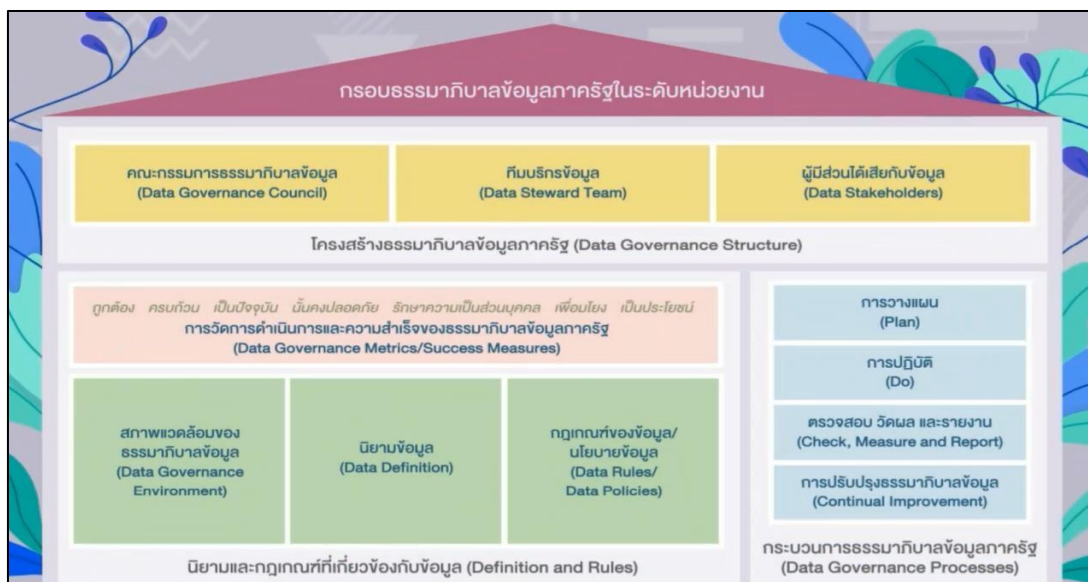 กรอบธรรมาภิบาลข้อมูลภาครัฐในระดับหน่วยงาน
คณะกรรมการธรรมาภิบาลข้อมูล
(Data Governance Council)
ทีมบริกรข้อมูล
(Data Steward Team)
ผู้มีส่วนได้เสียกับข้อมูล
(Data Stakeholders)
โครงสร้างธรรมาภิบาลข้อมูลภาครัฐ (Data Governance Structure)
ถูกต้อง ครบถ้วน เป็นปัจจุบัน มั่นคงปลอดภัย รักษาความเป็นส่วนบุคคล เชื่อมโยง เป็นประโยชน์
การวัดการดำเนินการและความสำเร็จของธรรมาภิบาลข้อมูลภาครัฐ
(Data Governance Metrics/Success Measures)
สภาพแวดล้อมของ
ธรรมาภิบาลข้อมูล
(Data Governance
Environment)
นิยามข้อมูล
(Data Definition)
กฎเกณฑ์ของข้อมูล/
นโยบายข้อมูล
(Data Rules/
Data Policies)
นิยามและกฎเกณฑ์ที่เกี่ยวข้องกับข้อมูล (Definition and Rules)
การวางแผน
(Plan)
การปฏิบัติ
(Do)
ตรวจสอบ วัดผล และรายงาน
(Check, Measure and Report)
การปรับปรุงธรรมาภิบาลข้อมูล
(Continual Improvement)
กระบวนการธรรมาภิบาลข้อมูลภาครัฐ
(Data Governance Processes)